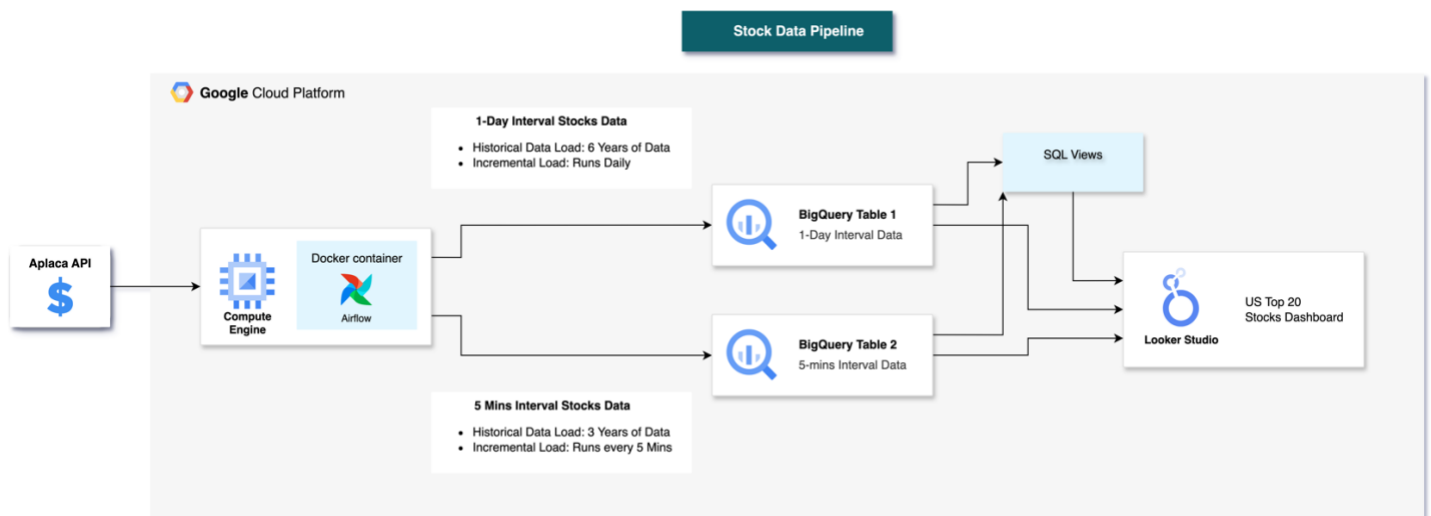 Stock Data Pipeline
Google Cloud Platform
1-Day Interval Stocks Data
• Historical Data Load: 6 Years of Data
• Incremental Load: Runs Daily
SQL Views
BigQuery Table 1
1-Day Interval Data
Aplaca API
$
Compute
Engine
Docker container
Airflow
US Top 20
Stocks Dashboard
Looker Studio
BigQuery Table 2
5-mins Interval Data
5 Mins Interval Stocks Data
• Historical Data Load: 3 Years of Data
• Incremental Load: Runs every 5 Mins